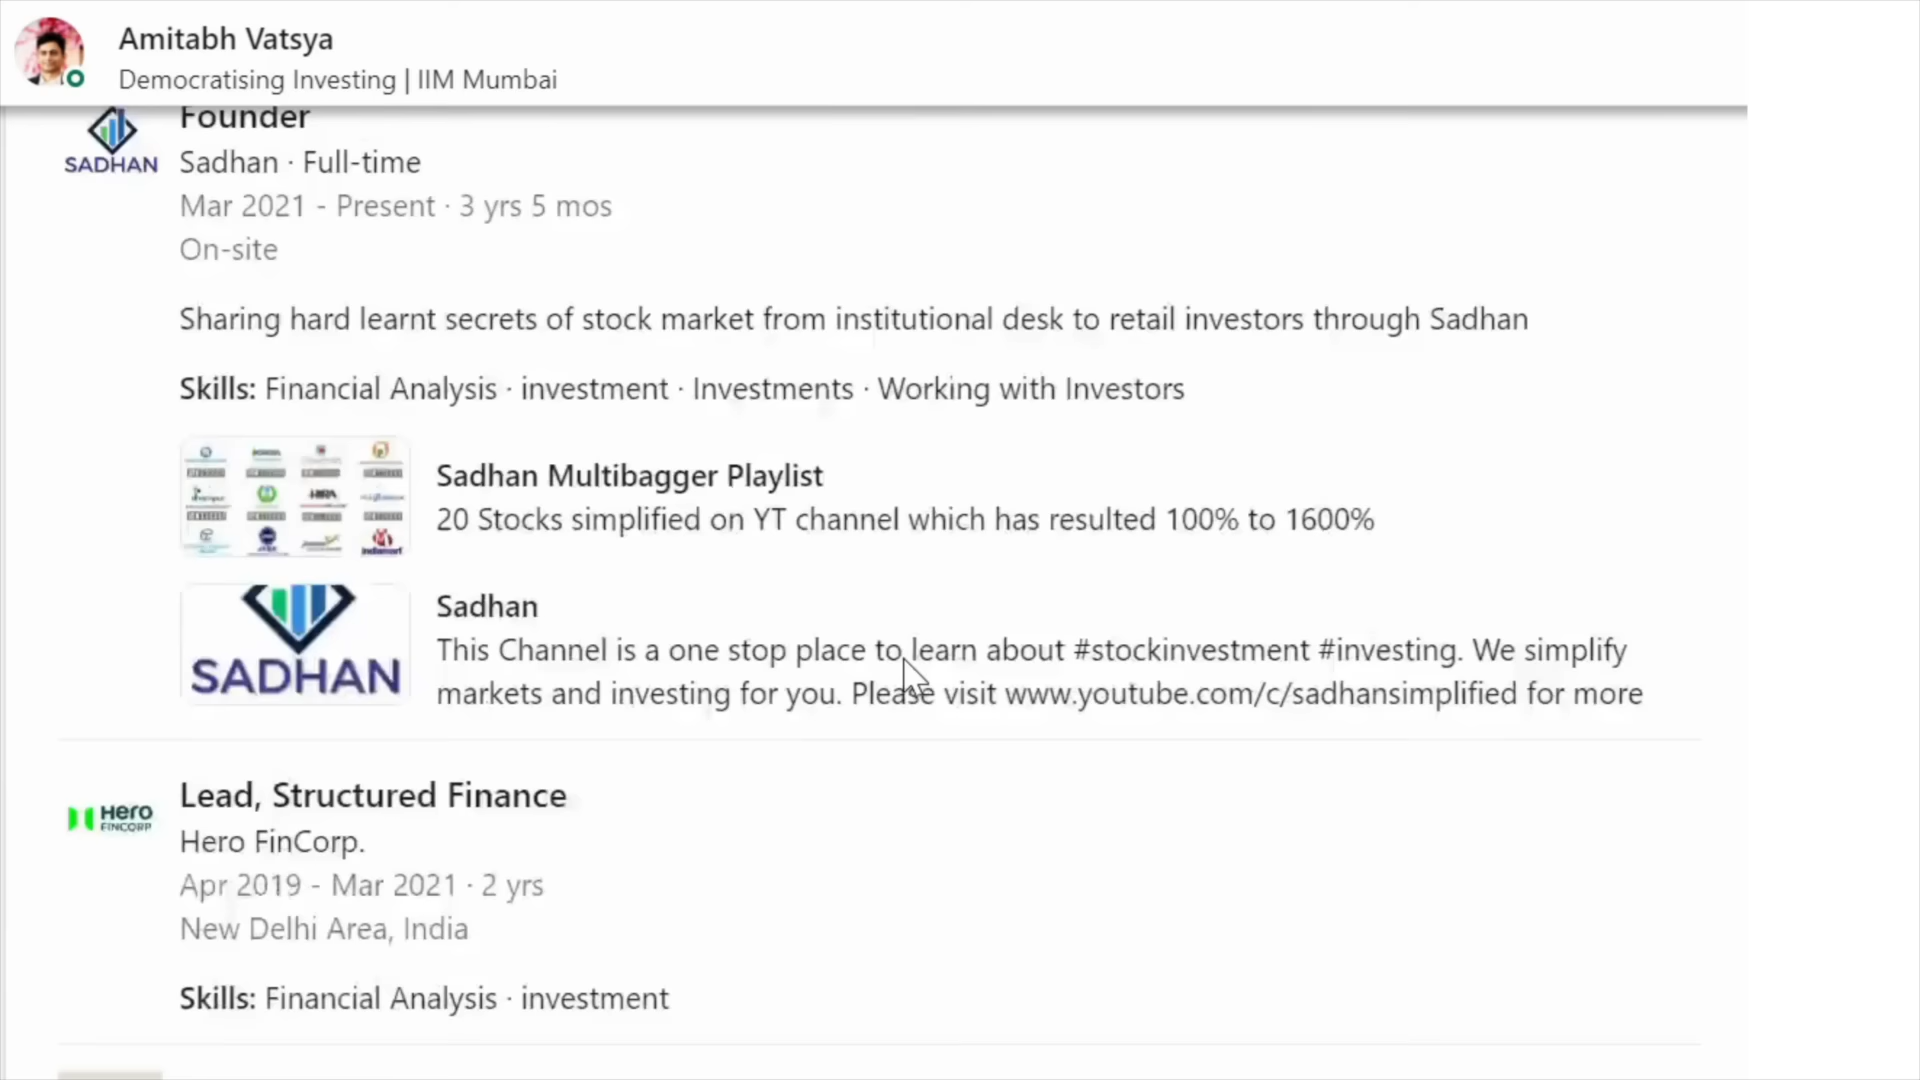 Amitabh Vatsya
Democratising Investing | IIM Mumbai
Founder
SADHAN
Sadhan · Full-time
Mar 2021 - Present · 3 yrs 5 mos
On-site
Sharing hard learnt secrets of stock market from institutional desk to retail investors through Sadhan
Skills: Financial Analysis · investment · Investments · Working with Investors
Sadhan Multibagger Playlist
20 Stocks simplified on YT channel which has resulted 100% to 1600%
indiamart
Sadhan
This Channel is a one stop place to learn about #stockinvestment #investing. We simplify
markets and investing for you. Please visit www.youtube.com/c/sadhansimplified for more
SADHAN
Lead, Structured Finance
Hero
FINCORP
Hero FinCorp.
Apr 2019 - Mar 2021 · 2 yrs
New Delhi Area, India
Skills: Financial Analysis · investment